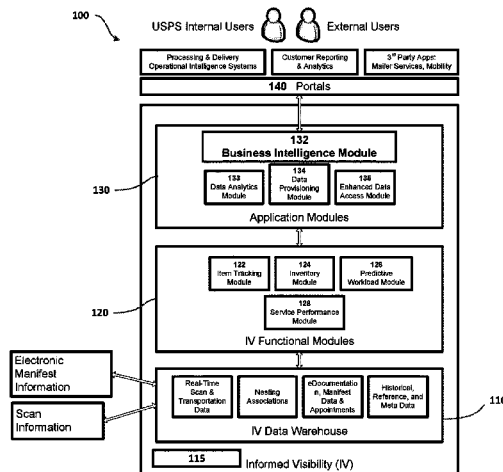 100
USPS Internal Users
External Users
Processing & Delivery
Operational Intelligence Systems
Customer Reporting
& Analytics
3rd Party Apps:
Mailer Services, Mobility
140 Portals
132
Business Intelligence Module
130
133
Data Analytics
Module
134
Data
Provisioning
Module
136
Enhanced Data
Access Module
Application Modules
122
Item Tracking
Module
124
Inventory
Module
126
Predictive
Workload Module
128
Service Performance
Module
120
IV Functional Modules
Electronic
Manifest
Information
Scan
Information
Real-Time
Scan &
Transportation
Data
Nesting
Associations
eDocumentatio
n, Manifest
Data &
Appointments
Historical,
Reference, and
Meta Data
110
IV Data Warehouse
115
Informed Visibility (IV)